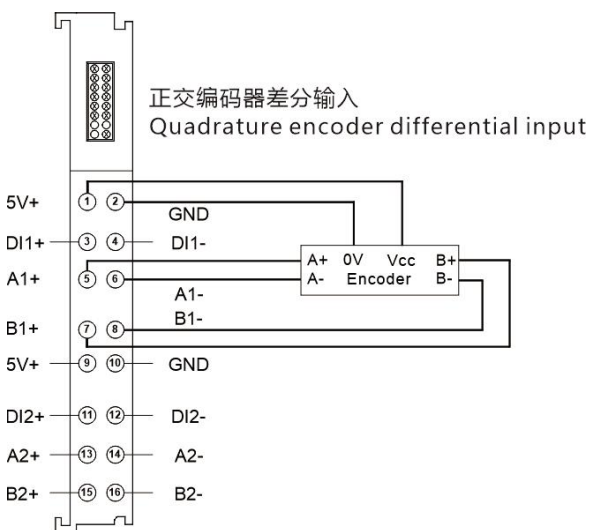 正交编码器差分输入
Quadrature encoder differential input
5V+ 1 2 GND
DI1+ 3 4 DI1-
A+ 0V Vcc B+
A- Encoder B-
A1+ 5 6 A1-
B1+ 7 8 B1-
5V+ 9 10 GND
DI2+ 11 12 DI2-
A2+ 13 14 A2-
B2+ 15 16 B2-